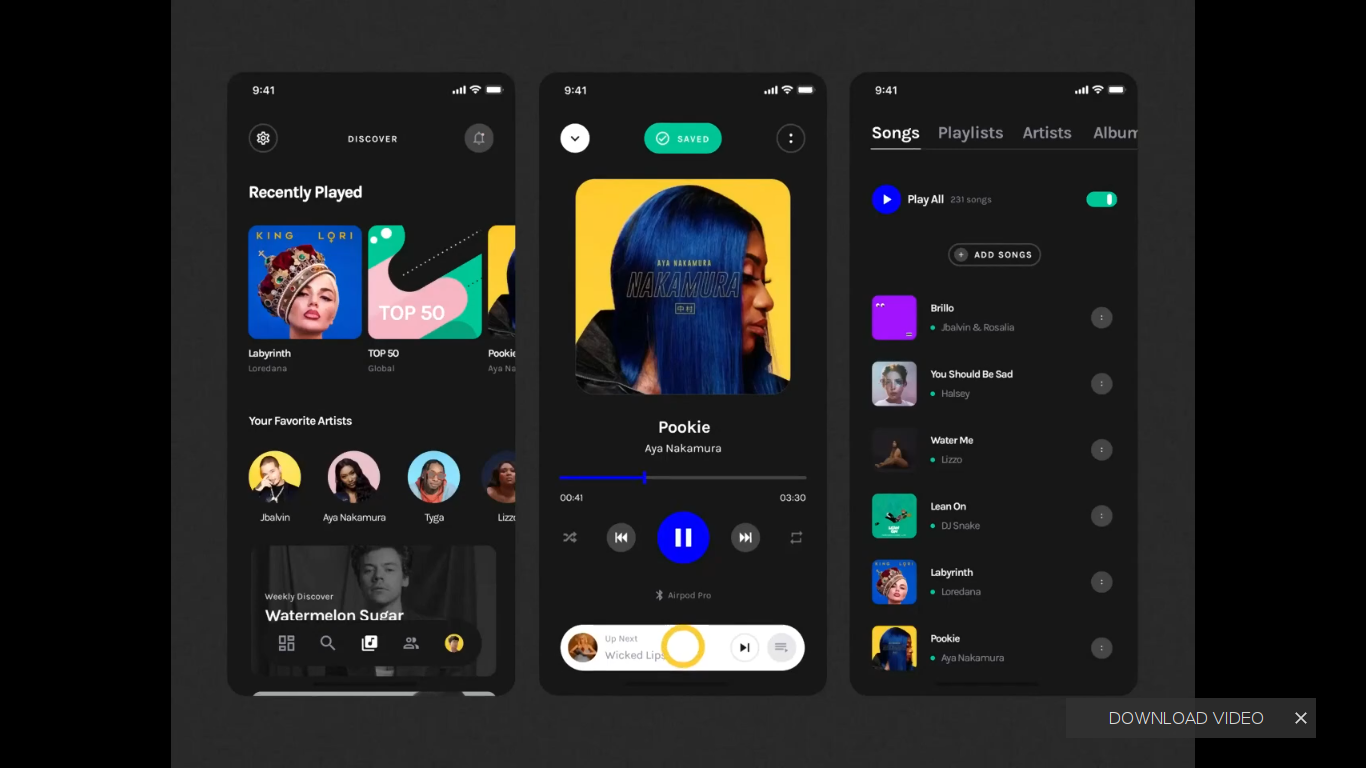 9:41
DISCOVER
Recently Played
KING LORI
TOP 50
Labyrinth
Loredana
TOP 50
Global
Pookie
Aya Na
Your Favorite Artists
Jbalvin
Aya Nakamura
Tyga
Lizzo
Weekly Discover
Watermelon Sugar
9:41
SAVED
AYA NAKAMURA
NAKAMURA
中村
Pookie
Aya Nakamura
00:41
03:30
Airpod Pro
Up Next
Wicked Lips
9:41
Songs
Playlists
Artists
Album
Play All
231 songs
ADD SONGS
Brillo
Jbalvin & Rosalia
You Should Be Sad
Halsey
Water Me
Lizzo
Lean On
DJ Snake
KING LORI
Labyrinth
Loredana
Pookie
Aya Nakamura
DOWNLOAD VIDEO